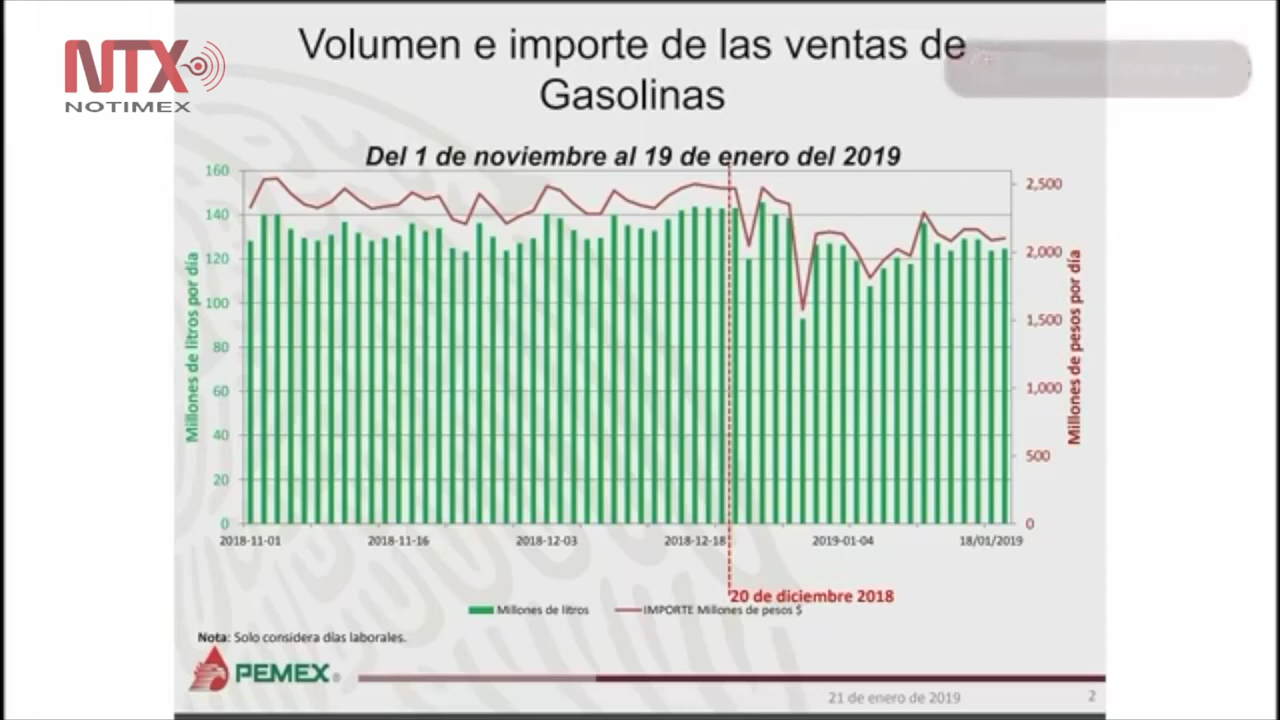 NTX
NOTIMEX
Volumen e importe de las ventas de
Gasolinas
Del 1 de noviembre al 19 de enero del 2019
Millones de litros por día
160
140
120
100
80
60
40
20
0
2,500
2,000
1,500
1,000
500
0
Millones de pesos por día
2018-11-01
2018-11-16
2018-12-03
2018-12-18
2019-01-04
18/01/2019
20 de diciembre 2018
Millones de litros
IMPORTE Millones de pesos $
Nota: Solo considera días laborales.
PEMEX ®
21 de enero de 2019
2